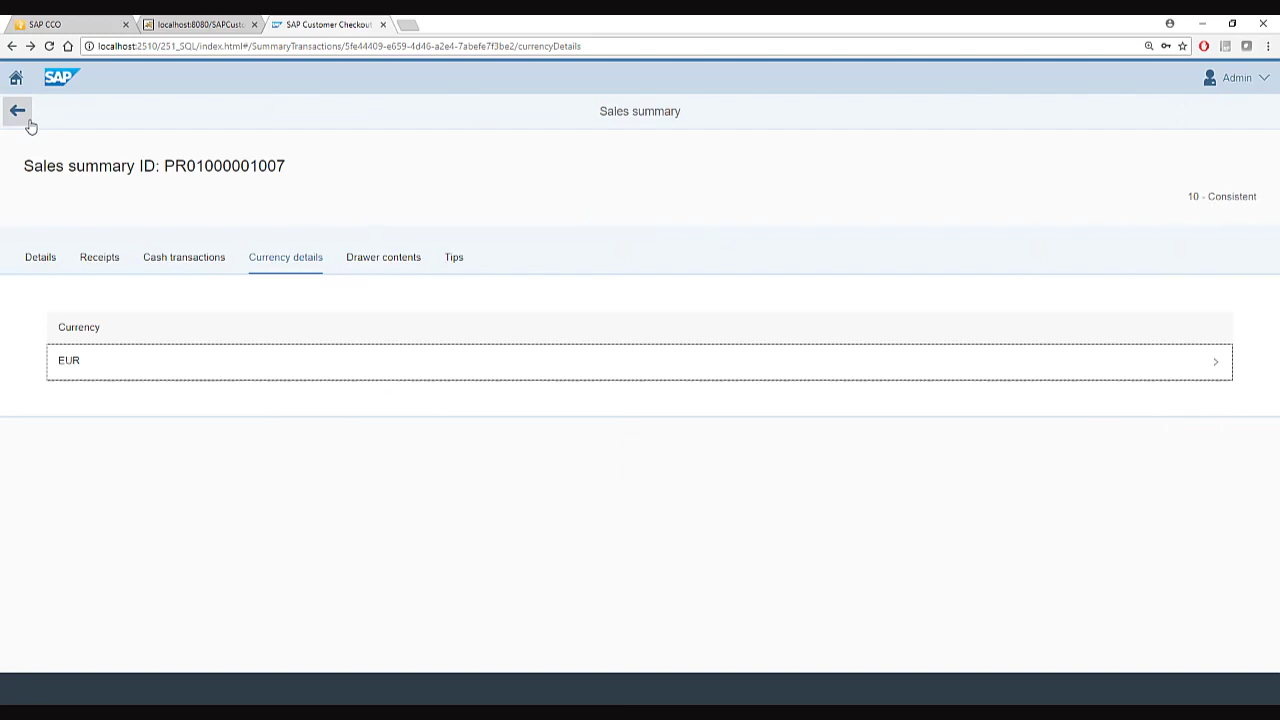 SAP CCO
localhost:8080/SAPCusto
SAP Customer Checkout
localhost:2510/251_SQL/index.html#/SummaryTransactions/5fe44409-e659-4d46-a2e4-7abefe7f3be2/currencyDetails
SAP
Admin
Sales summary
Sales summary ID: PR01000001007
10 - Consistent
Details
Receipts
Cash transactions
Currency details
Drawer contents
Tips
Currency
EUR